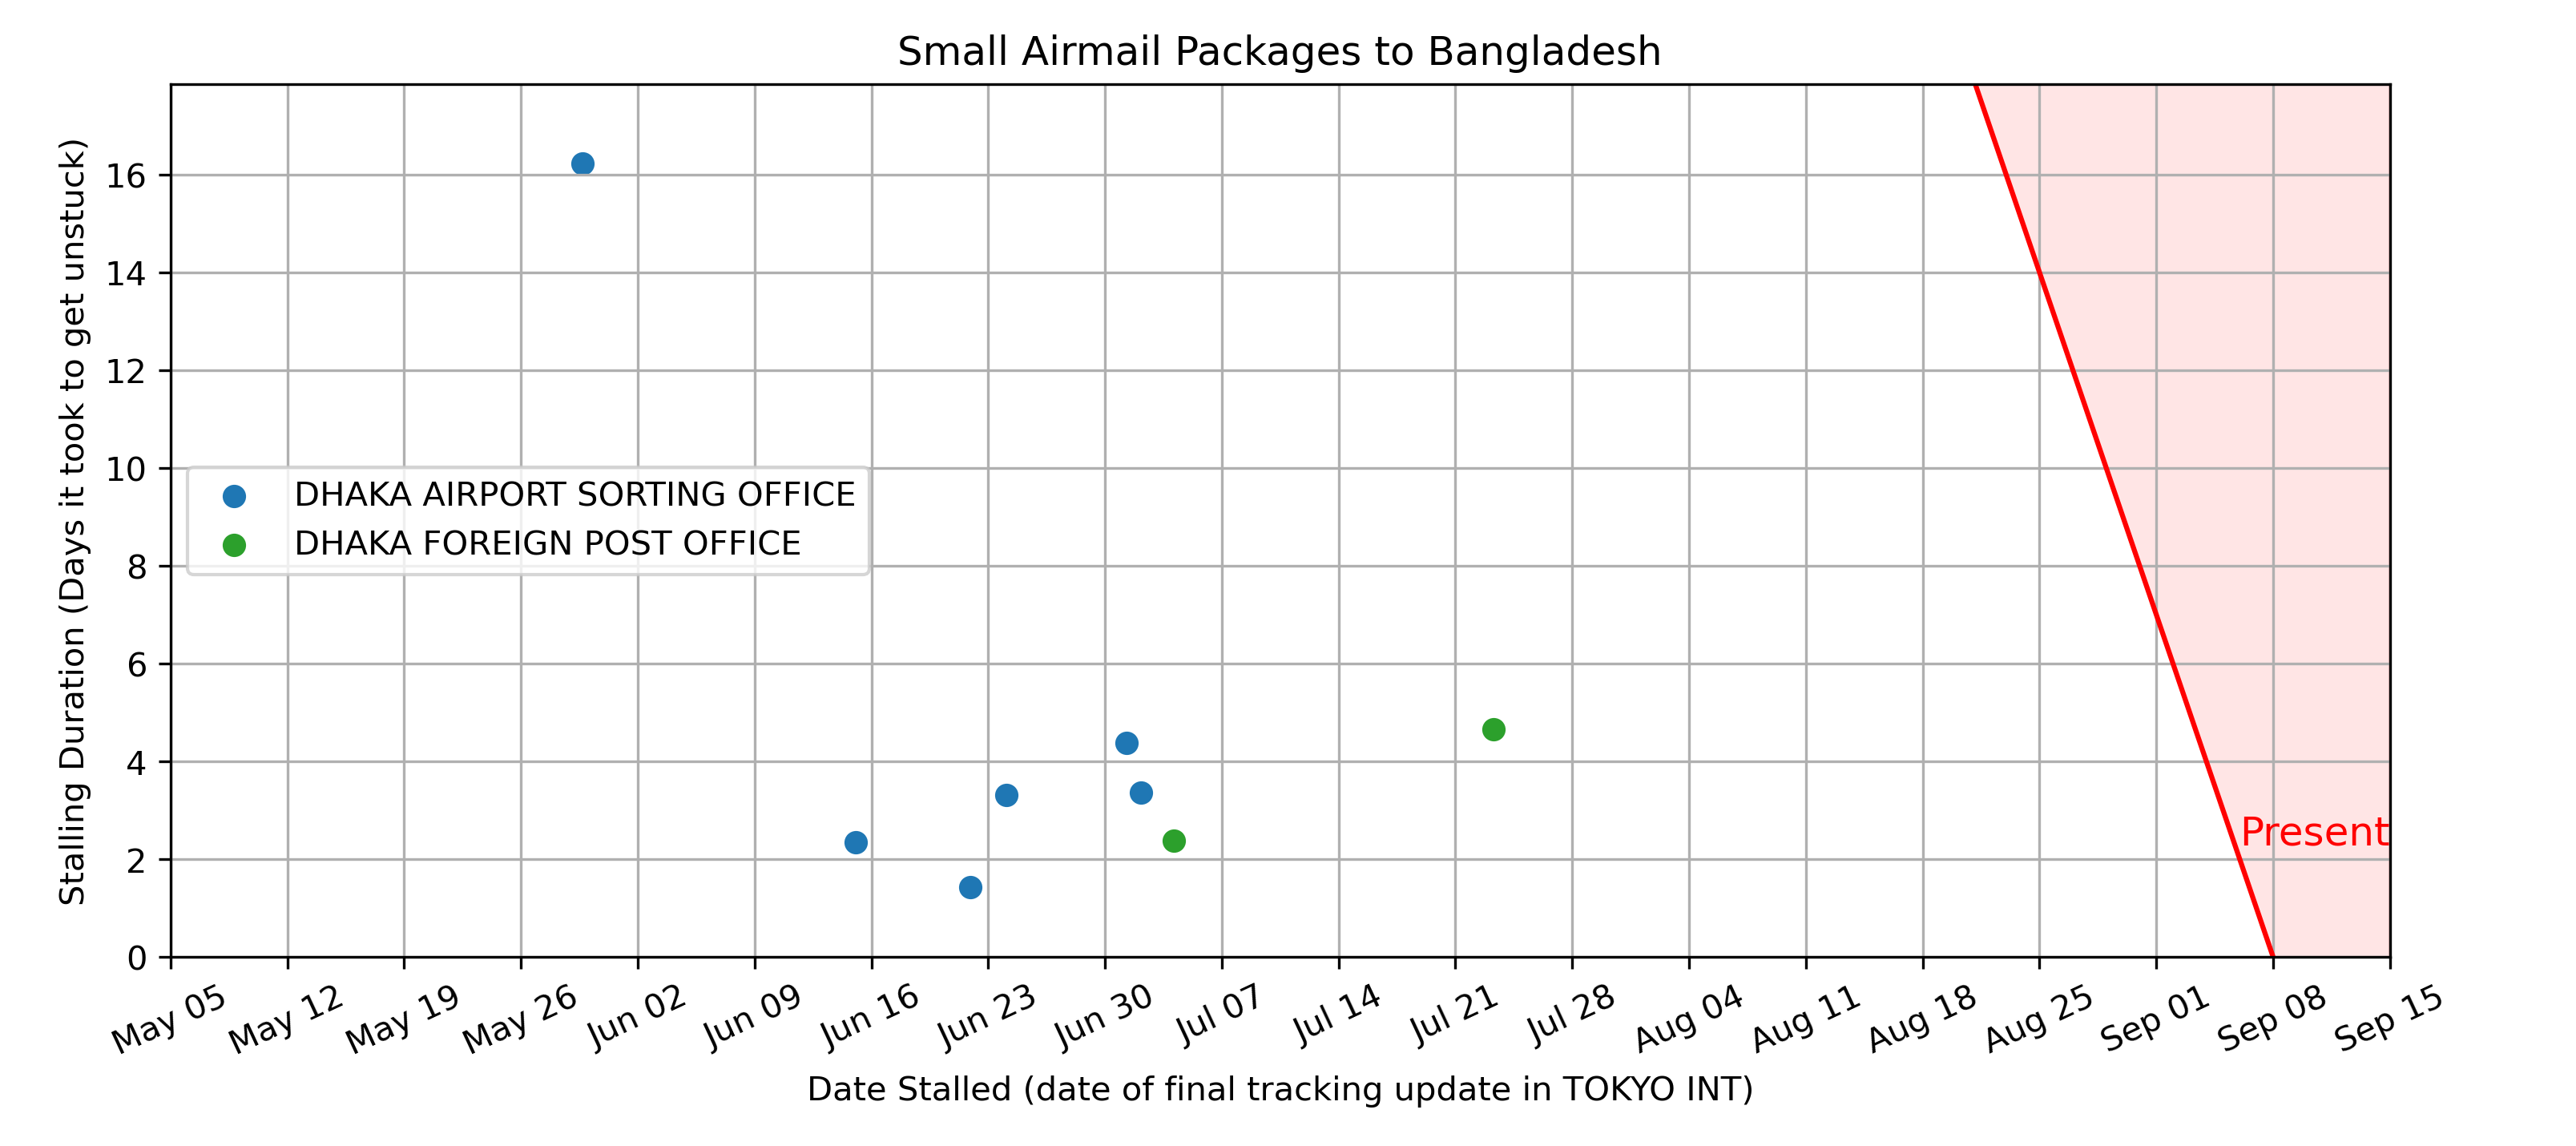 Small Airmail Packages to Bangladesh
Stalling Duration (Days it took to get unstuck)
16
14
12
10
8
6
4
2
0
DHAKA AIRPORT SORTING OFFICE
DHAKA FOREIGN POST OFFICE
Present
May 05
May 12
May 19
May 26
Jun 02
Jun 09
Jun 16
Jun 23
Jun 30
Jul 07
Jul 14
Jul 21
Jul 28
Aug 04
Aug 11
Aug 18
Aug 25
Sep 01
Sep 08
Sep 15
Date Stalled (date of final tracking update in TOKYO INT)